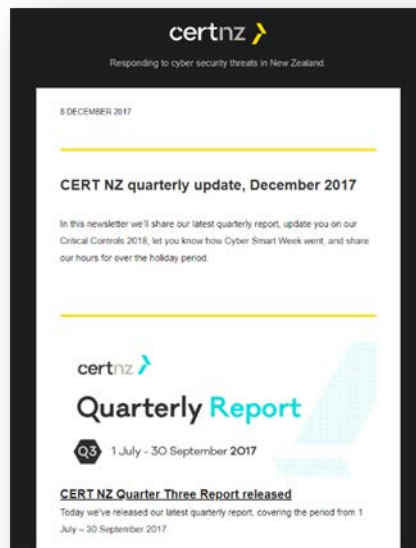 certnz
Responding to cyber security threats in New Zealand.
8 DECEMBER 2017
CERT NZ quarterly update, December 2017
In this newsletter we'll share our latest quarterly report, update you on our
Critical Controls 2018, let you know how Cyber Smart Week went, and share
our hours for over the holiday period.
certnz
Quarterly Report
Q3 1 July - 30 September 2017
CERT NZ Quarter Three Report released
Today we've released our latest quarterly report, covering the period from 1
July – 30 September 2017.